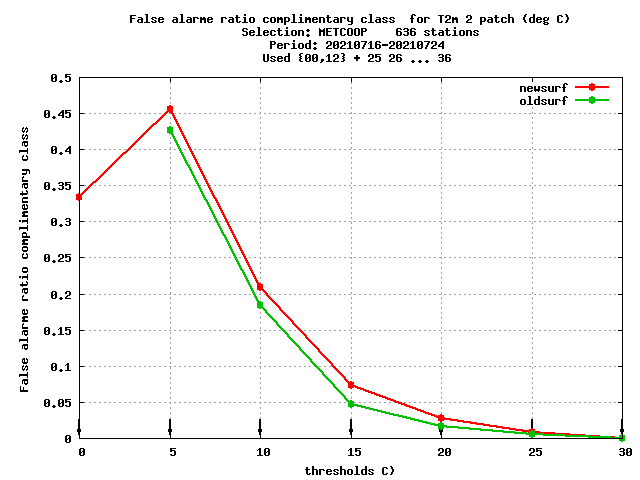 False alarme ratio complimentary class  for T2m 2 patch (deg C)
Selection: METCOOP    636 stations
Period: 20210716-20210724
Used {00,12} + 25 26 ... 36
newsurf
oldsurf
False alarme ratio complimentary class
0.5
0.45
0.4
0.35
0.3
0.25
0.2
0.15
0.1
0.05
0
0 5 10 15 20 25 30
thresholds C)